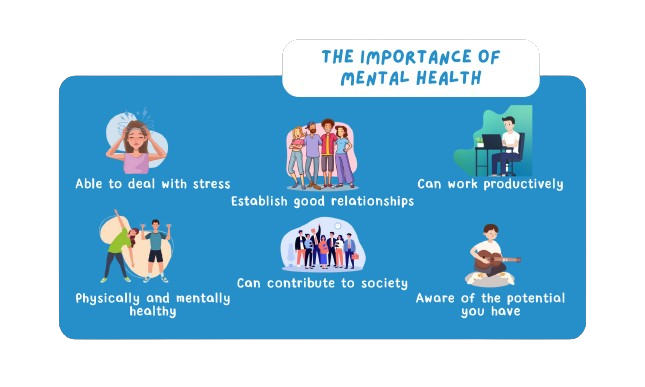 THE IMPORTANCE OF
MENTAL HEALTH
Able to deal with stress
Establish good relationships
Can work productively
Physically and mentally
healthy
Can contribute to society
Aware of the potential
you have